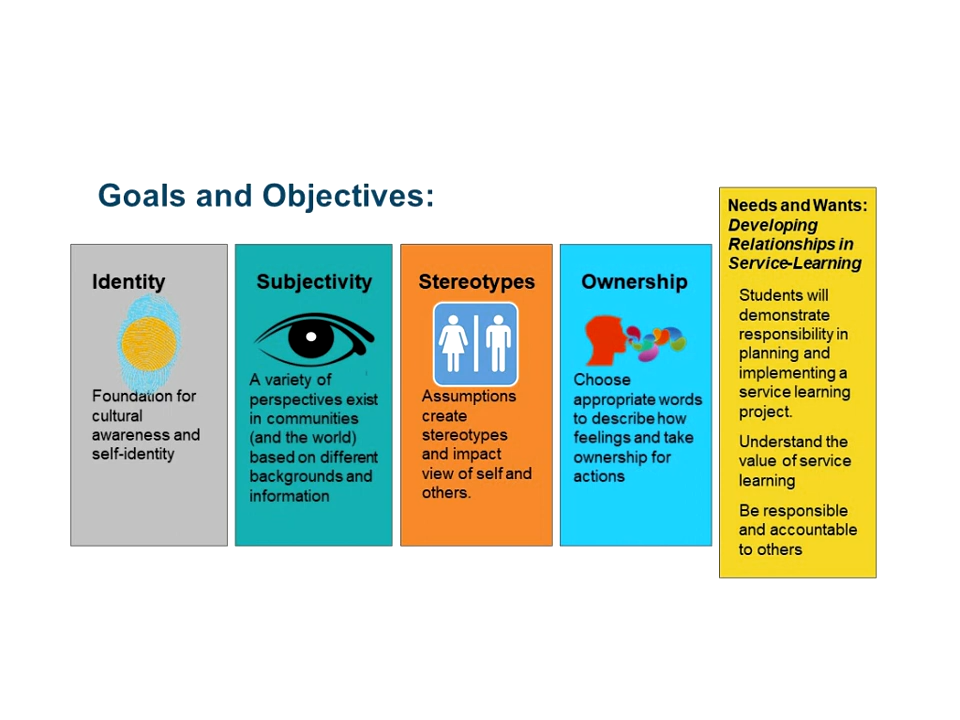 Goals and Objectives:
Identity
Foundation for
cultural
awareness and
self-identity
Subjectivity
A variety of
perspectives exist
in communities
(and the world)
based on different
backgrounds and
information
Stereotypes
Assumptions
create
stereotypes
and impact
view of self and
others.
Ownership
Choose
appropriate words
to describe how
feelings and take
ownership for
actions
Needs and Wants:
Developing
Relationships in
Service-Learning
Students will
demonstrate
responsibility in
planning and
implementing a
service learning
project.
Understand the
value of service
learning
Be responsible
and accountable
to others